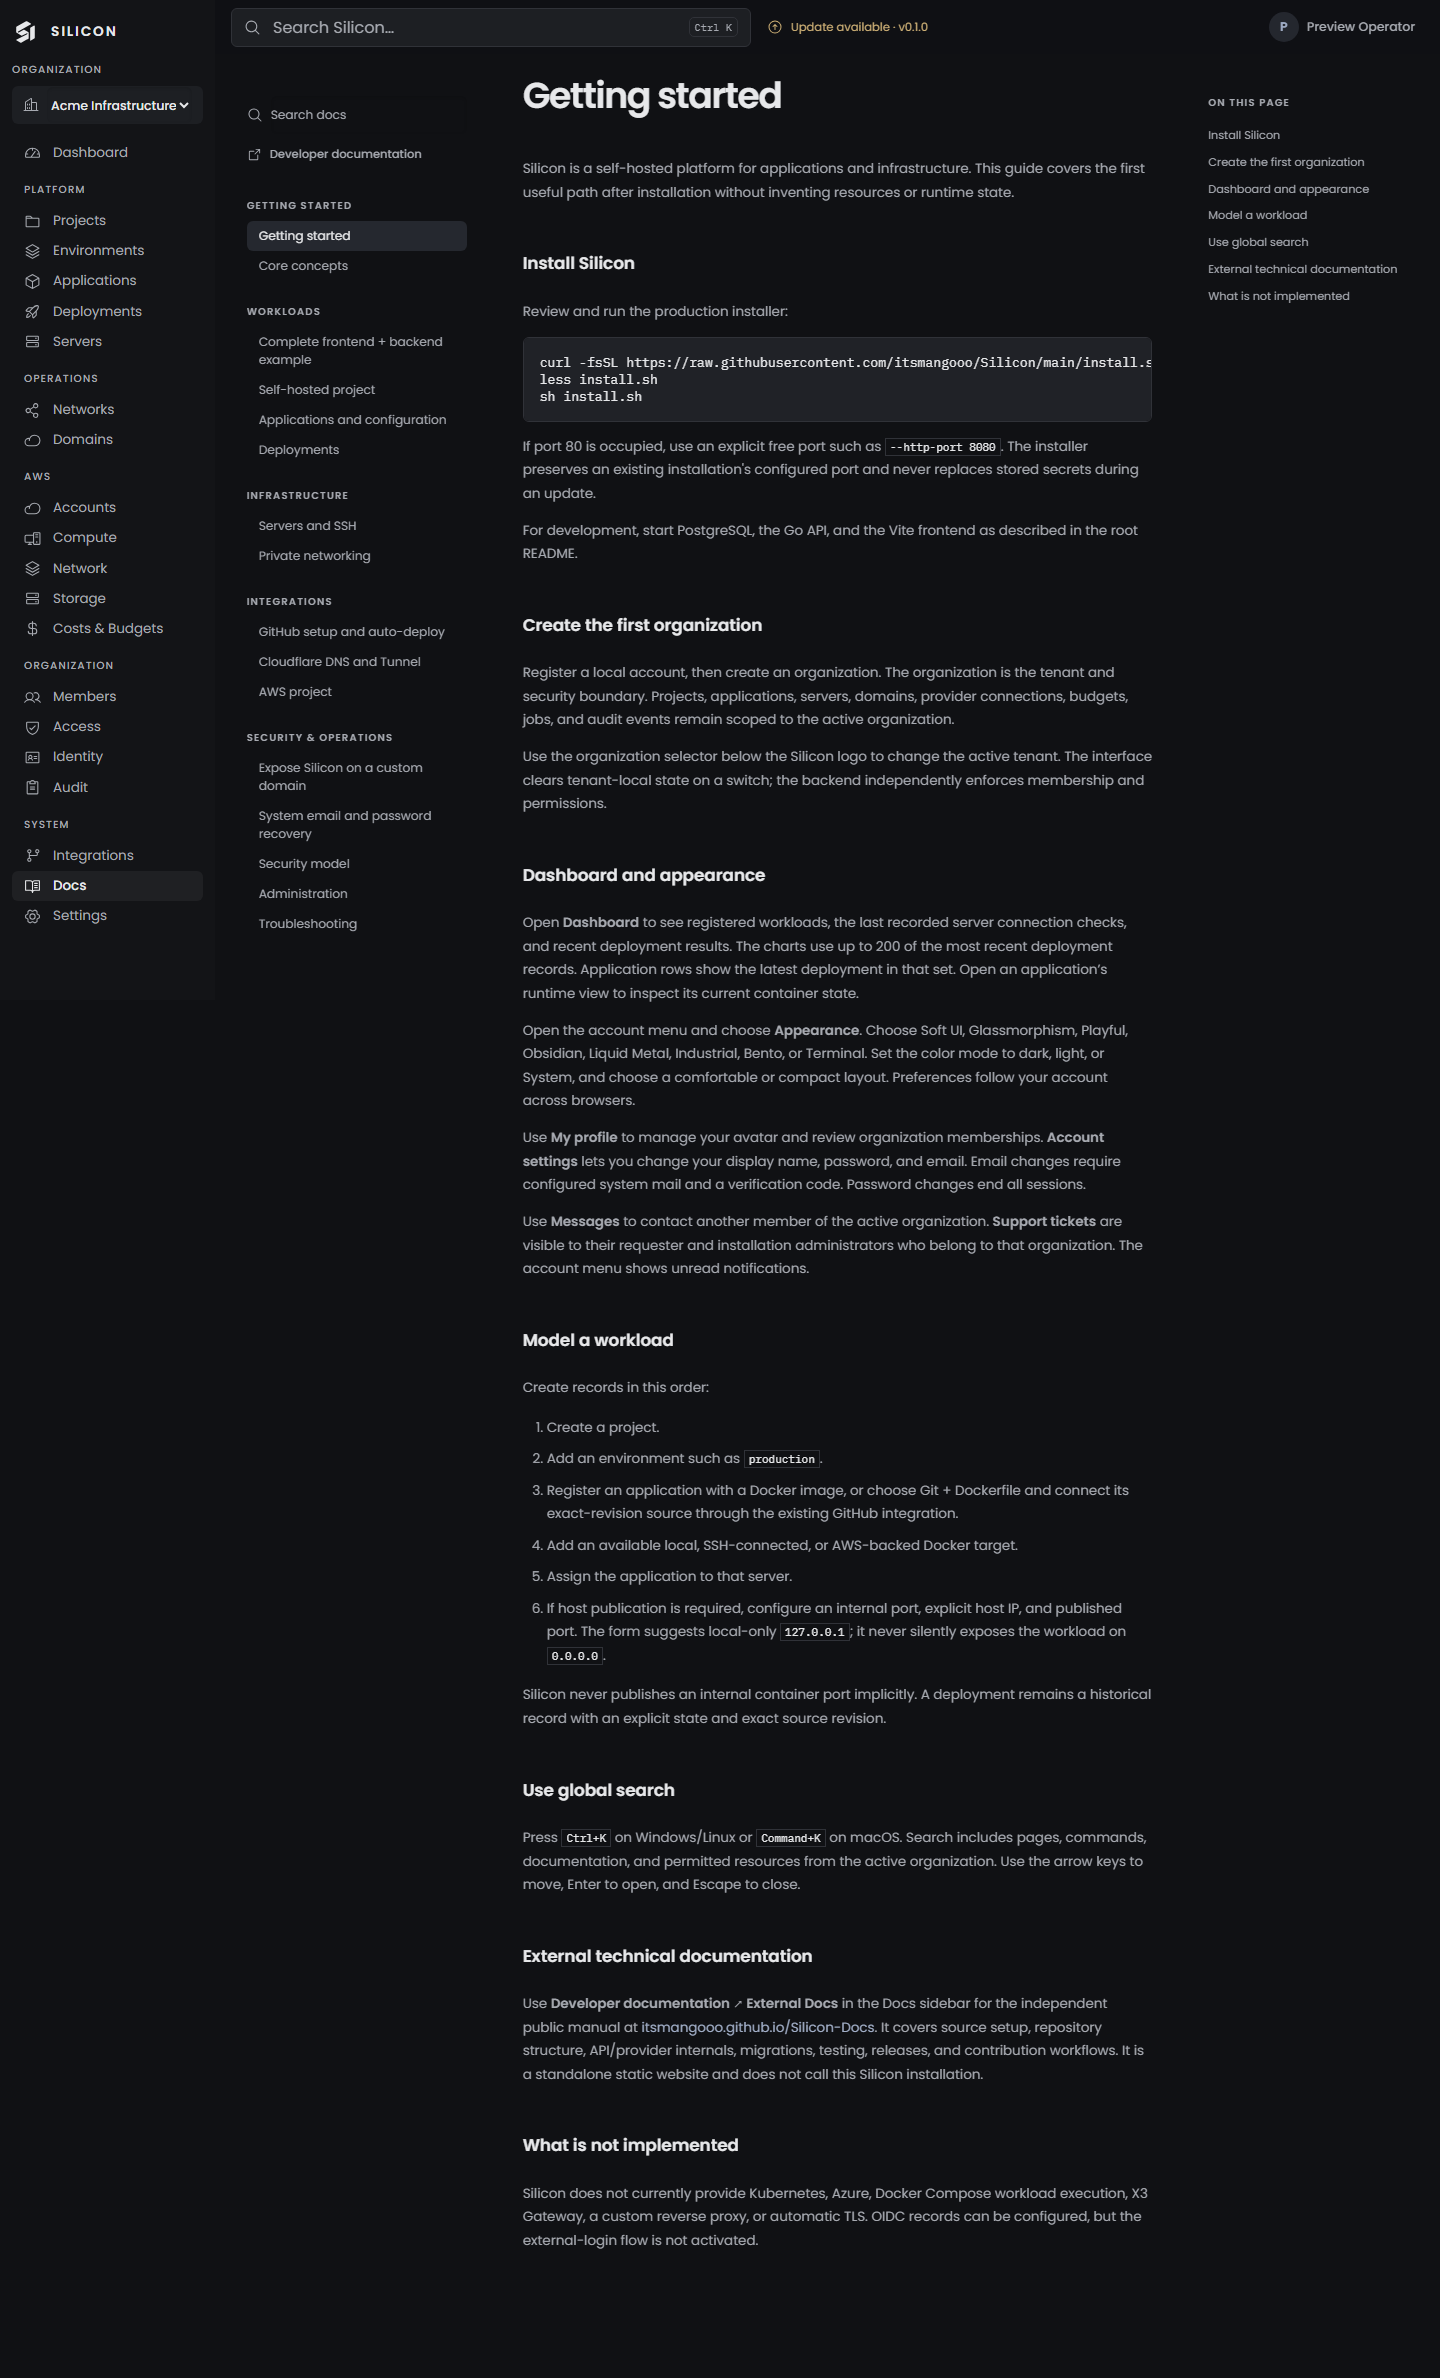 SILICON
ORGANIZATION
Acme Infrastructure
Dashboard
PLATFORM
Projects
Environments
Applications
Deployments
Servers
OPERATIONS
Networks
Domains
AWS
Accounts
Compute
Network
Storage
Costs & Budgets
ORGANIZATION
Members
Access
Identity
Audit
SYSTEM
Integrations
Docs
Settings
Search Silicon...
Ctrl K
Update available · v0.1.0
P
Preview Operator
Search docs
Developer documentation
GETTING STARTED
Getting started
Core concepts
WORKLOADS
Complete frontend + backend
example
Self-hosted project
Applications and configuration
Deployments
INFRASTRUCTURE
Servers and SSH
Private networking
INTEGRATIONS
GitHub setup and auto-deploy
Cloudflare DNS and Tunnel
AWS project
SECURITY & OPERATIONS
Expose Silicon on a custom
domain
System email and password
recovery
Security model
Administration
Troubleshooting
Getting started
Silicon is a self-hosted platform for applications and infrastructure. This guide covers the first
useful path after installation without inventing resources or runtime state.
Install Silicon
Review and run the production installer:
curl -fsSL https://raw.githubusercontent.com/itsmangooo/Silicon/main/install.s
less install.sh
sh install.sh
If port 80 is occupied, use an explicit free port such as --http-port 8080. The installer
preserves an existing installation's configured port and never replaces stored secrets during
an update.
For development, start PostgreSQL, the Go API, and the Vite frontend as described in the root
README.
Create the first organization
Register a local account, then create an organization. The organization is the tenant and
security boundary. Projects, applications, servers, domains, provider connections, budgets,
jobs, and audit events remain scoped to the active organization.
Use the organization selector below the Silicon logo to change the active tenant. The interface
clears tenant-local state on a switch; the backend independently enforces membership and
permissions.
Dashboard and appearance
Open Dashboard to see registered workloads, the last recorded server connection checks,
and recent deployment results. The charts use up to 200 of the most recent deployment
records. Application rows show the latest deployment in that set. Open an application's
runtime view to inspect its current container state.
Open the account menu and choose Appearance. Choose Soft UI, Glassmorphism, Playful,
Obsidian, Liquid Metal, Industrial, Bento, or Terminal. Set the color mode to dark, light, or
System, and choose a comfortable or compact layout. Preferences follow your account
across browsers.
Use My profile to manage your avatar and review organization memberships. Account
settings lets you change your display name, password, and email. Email changes require
configured system mail and a verification code. Password changes end all sessions.
Use Messages to contact another member of the active organization. Support tickets are
visible to their requester and installation administrators who belong to that organization. The
account menu shows unread notifications.
Model a workload
Create records in this order:
1. Create a project.
2. Add an environment such as production.
3. Register an application with a Docker image, or choose Git + Dockerfile and connect its
exact-revision source through the existing GitHub integration.
4. Add an available local, SSH-connected, or AWS-backed Docker target.
5. Assign the application to that server.
6. If host publication is required, configure an internal port, explicit host IP, and published
port. The form suggests local-only 127.0.0.1; it never silently exposes the workload on
0.0.0.0.
Silicon never publishes an internal container port implicitly. A deployment remains a historical
record with an explicit state and exact source revision.
Use global search
Press Ctrl+K on Windows/Linux or Command+K on macOS. Search includes pages, commands,
documentation, and permitted resources from the active organization. Use the arrow keys to
move, Enter to open, and Escape to close.
External technical documentation
Use Developer documentation ↗ External Docs in the Docs sidebar for the independent
public manual at itsmangooo.github.io/Silicon-Docs. It covers source setup, repository
structure, API/provider internals, migrations, testing, releases, and contribution workflows. It is
a standalone static website and does not call this Silicon installation.
What is not implemented
Silicon does not currently provide Kubernetes, Azure, Docker Compose workload execution, X3
Gateway, a custom reverse proxy, or automatic TLS. OIDC records can be configured, but the
external-login flow is not activated.
ON THIS PAGE
Install Silicon
Create the first organization
Dashboard and appearance
Model a workload
Use global search
External technical documentation
What is not implemented